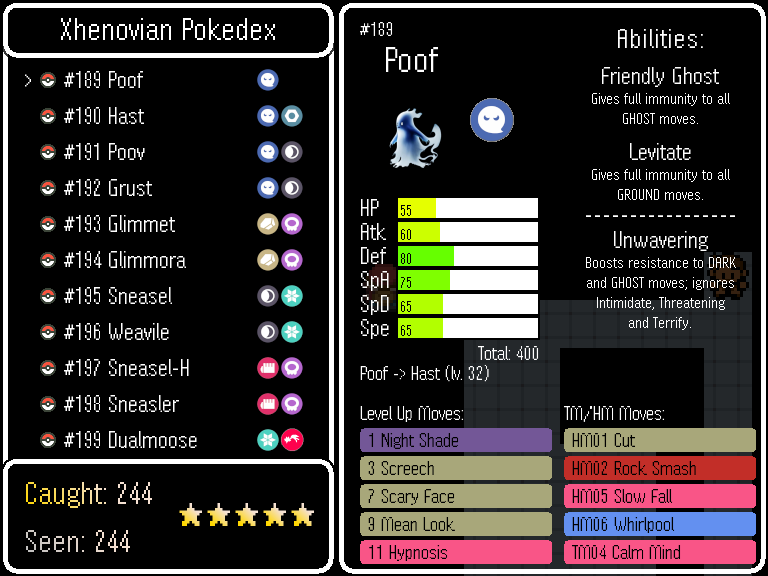 Xhenovian Pokedex
> #189 Poof
#190 Hast
#191 Poov
#192 Grust
#193 Glimmet
#194 Glimmora
#195 Sneasel
#196 Weavile
#197 Sneasel-H
#198 Sneasler
#199 Dualmoose
Caught: 244
Seen: 244
#189
Poof
HP 55
Atk 60
Def 80
SpA 75
SpD 65
Spe 65
Total: 400
Poof -> Hast (lv. 32)
Abilities:
Friendly Ghost
Gives full immunity to all
GHOST moves.
Levitate
Gives full immunity to all
GROUND moves.
Unwavering
Boosts resistance to DARK
and GHOST moves; ignores
Intimidate, Threatening
and Terrify.
Level Up Moves:
1 Night Shade
3 Screech
7 Scary Face
9 Mean Look
11 Hypnosis
TM/HM Moves:
HM01 Cut
HM02 Rock Smash
HM05 Slow Fall
HM06 Whirlpool
TM04 Calm Mind